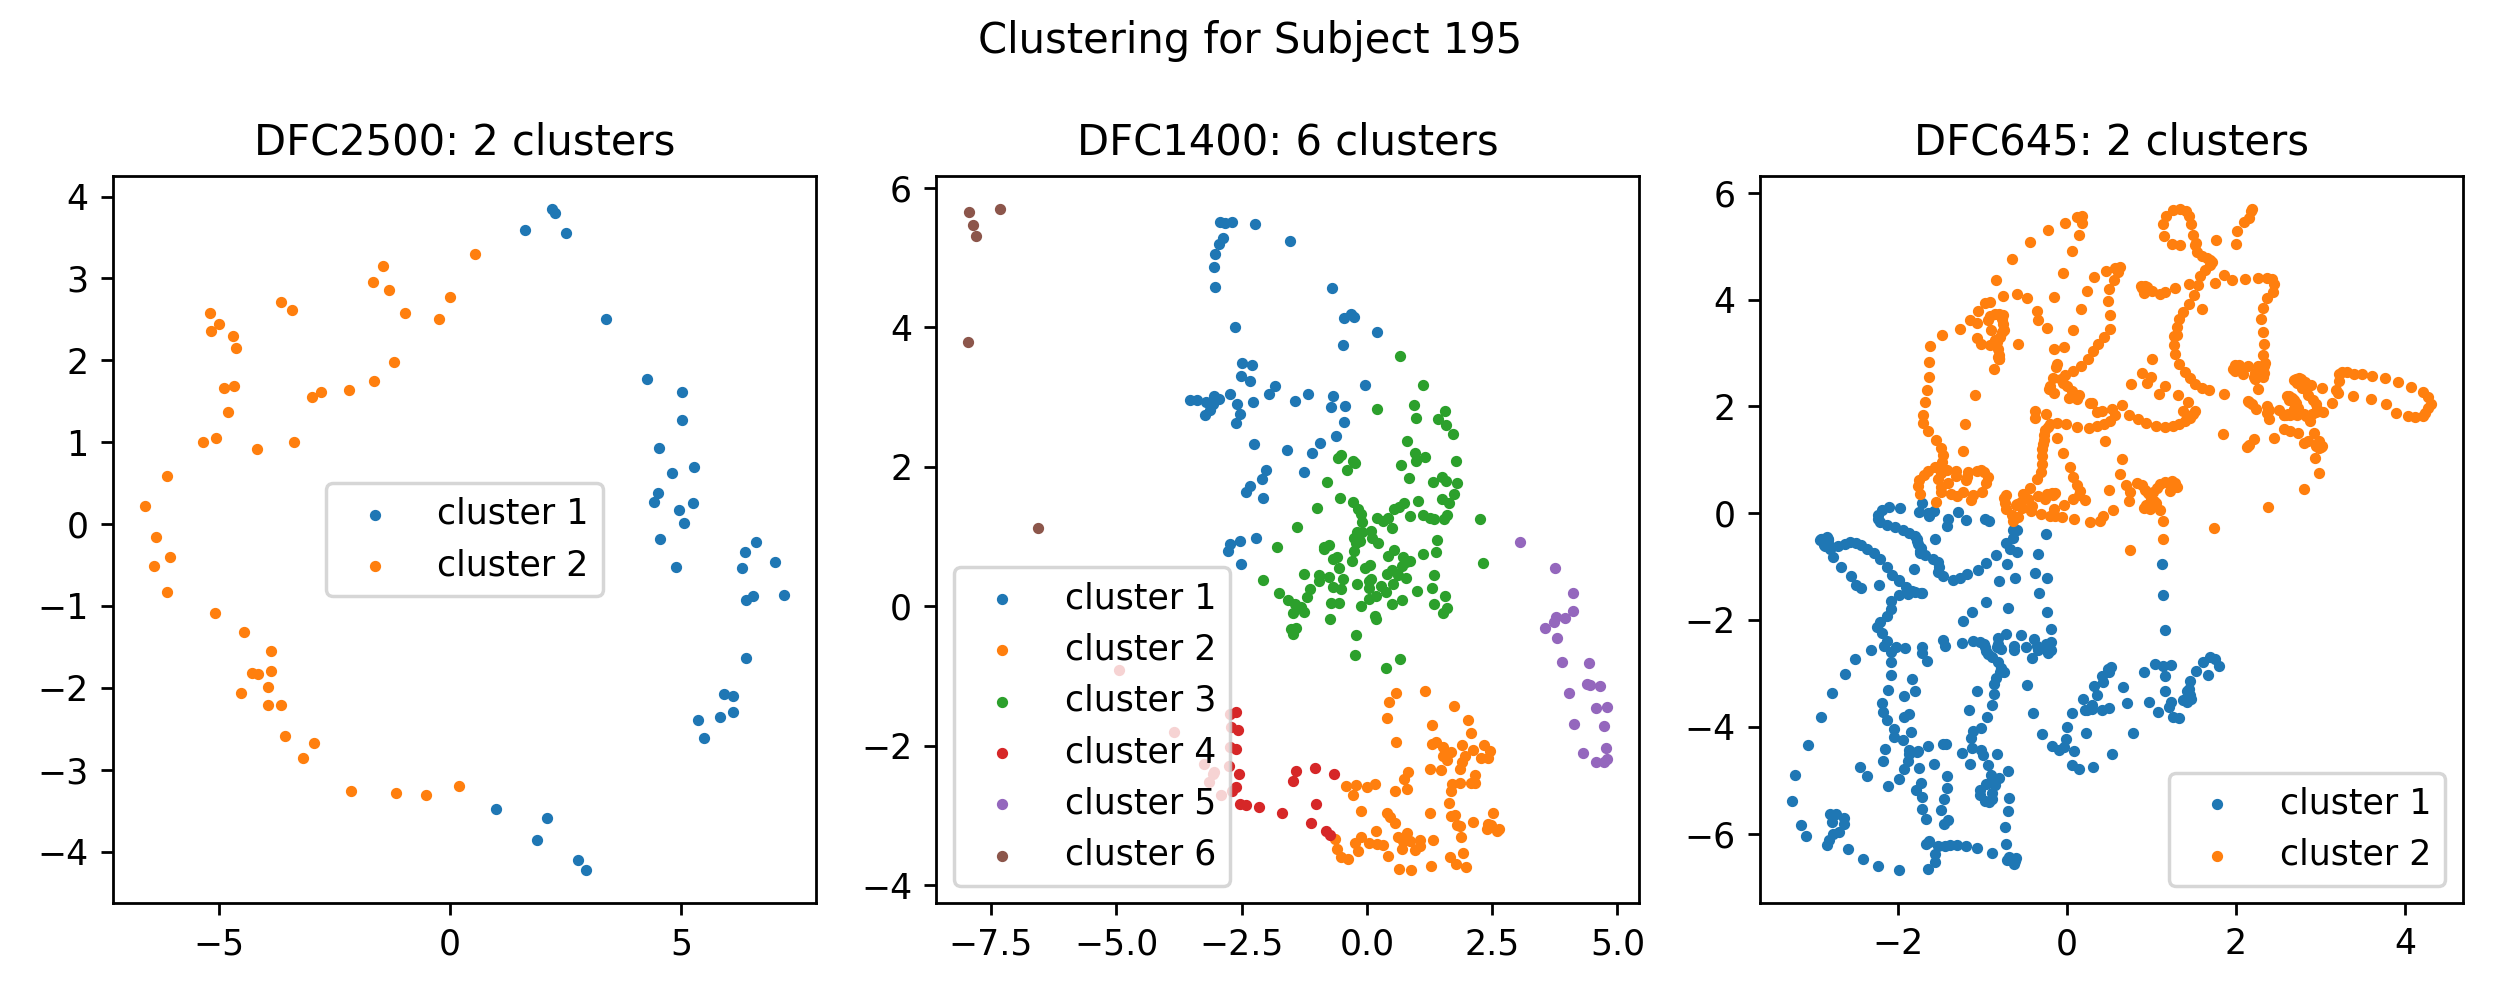 Clustering for Subject 195
DFC2500: 2 clusters
4
3
2
1
0
−1
−2
−3
−4
−5
0
5
cluster 1
cluster 2
DFC1400: 6 clusters
6
4
2
0
−2
−4
−7.5
−5.0
−2.5
0.0
2.5
5.0
cluster 1
cluster 2
cluster 3
cluster 4
cluster 5
cluster 6
DFC645: 2 clusters
6
4
2
0
−2
−4
−6
−2
0
2
4
cluster 1
cluster 2